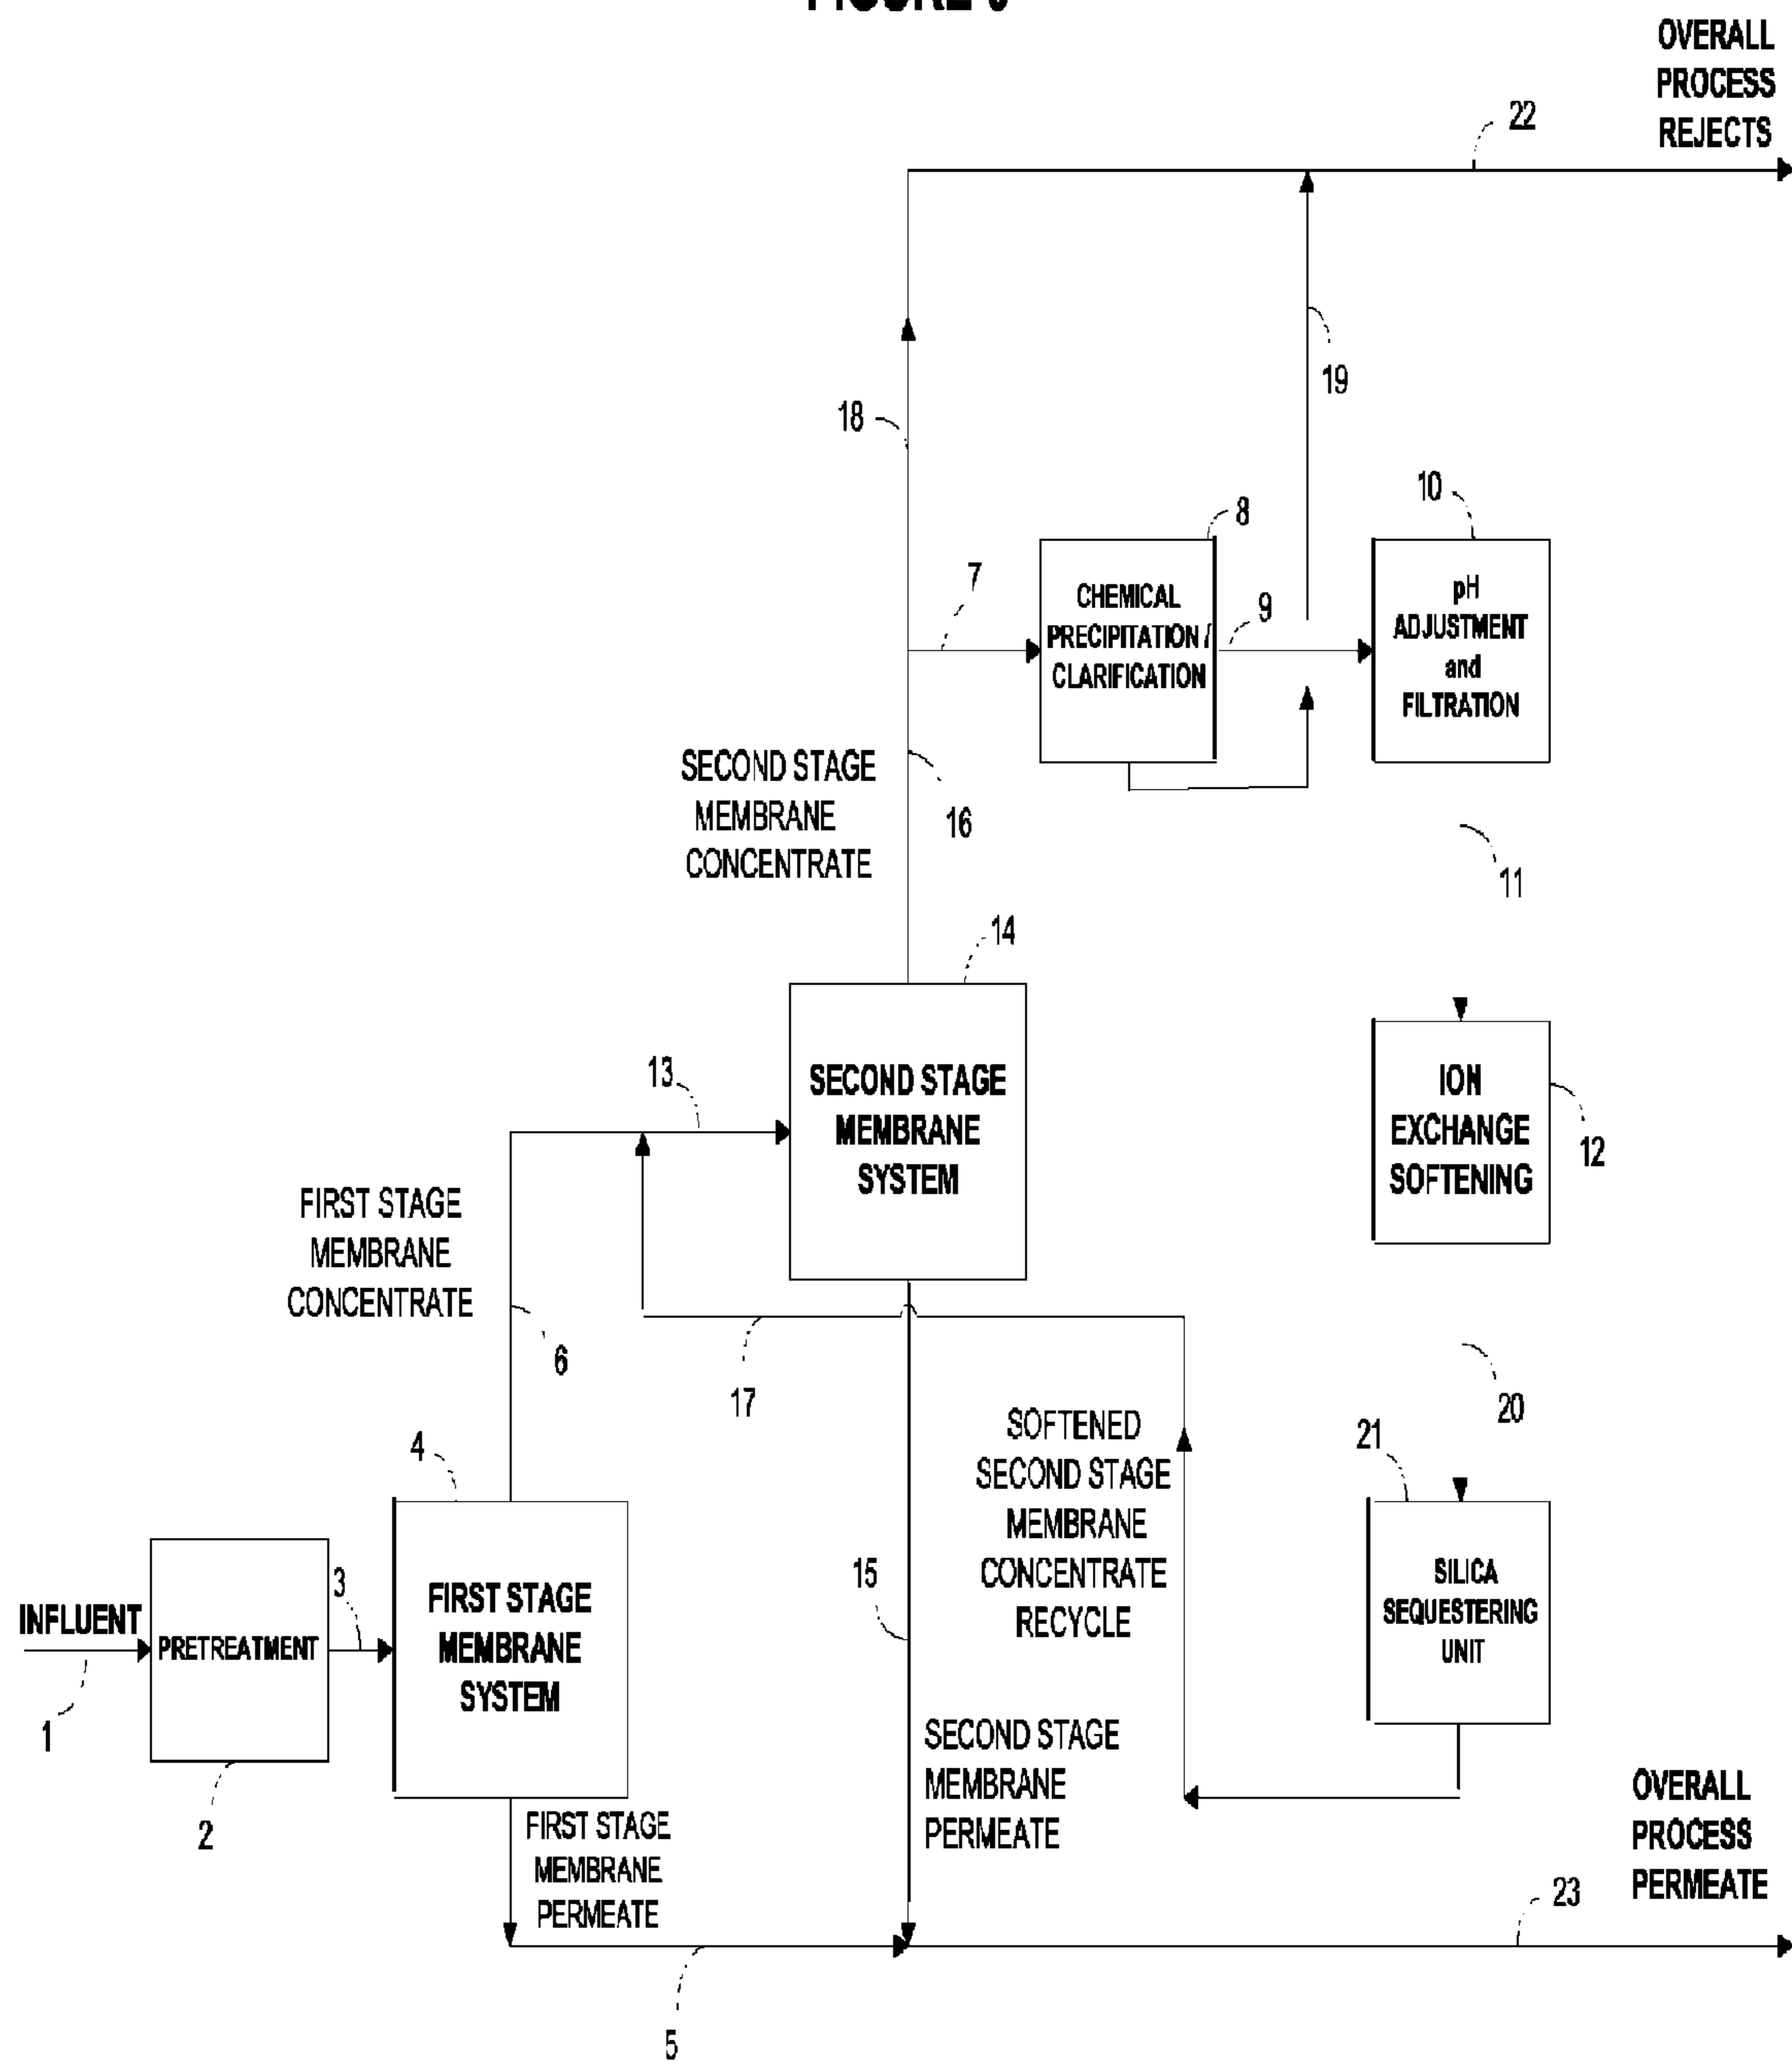 OVERALL
PROCESS
REJECTS
22
19
18
10
8
7
CHEMICAL
PRECIPITATION /
CLARIFICATION
9
pH
ADJUSTMENT
and
FILTRATION
SECOND STAGE
MEMBRANE
CONCENTRATE
16
11
14
13
SECOND STAGE
MEMBRANE
SYSTEM
ION
EXCHANGE
SOFTENING
12
FIRST STAGE
MEMBRANE
CONCENTRATE
6
17
20
4
SOFTENED
SECOND STAGE
MEMBRANE
CONCENTRATE
RECYCLE
21
15
INFLUENT
1
PRETREATMENT
2
3
FIRST STAGE
MEMBRANE
SYSTEM
SILICA
SEQUESTERING
UNIT
SECOND STAGE
MEMBRANE
PERMEATE
FIRST STAGE
MEMBRANE
PERMEATE
OVERALL
PROCESS
PERMEATE
23
5